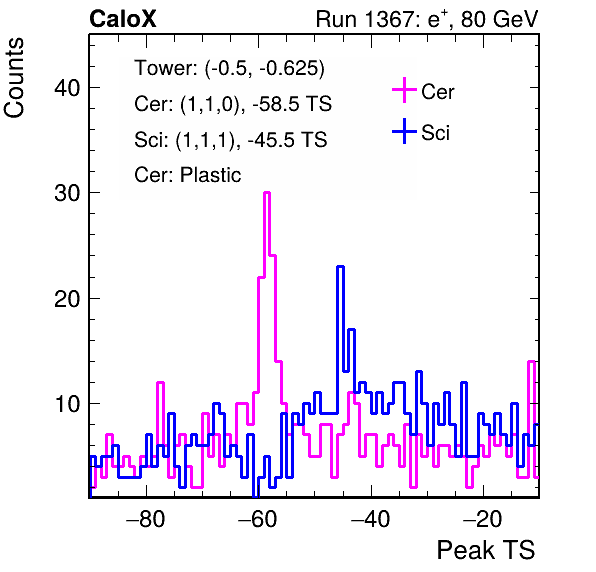 CaloX
Run 1367: e+, 80 GeV
Counts
Tower: (-0.5, -0.625)
Cer: (1,1,0), -58.5 TS
Sci: (1,1,1), -45.5 TS
Cer: Plastic
Cer
Sci
40
30
20
10
−80
−60
−40
−20
Peak TS